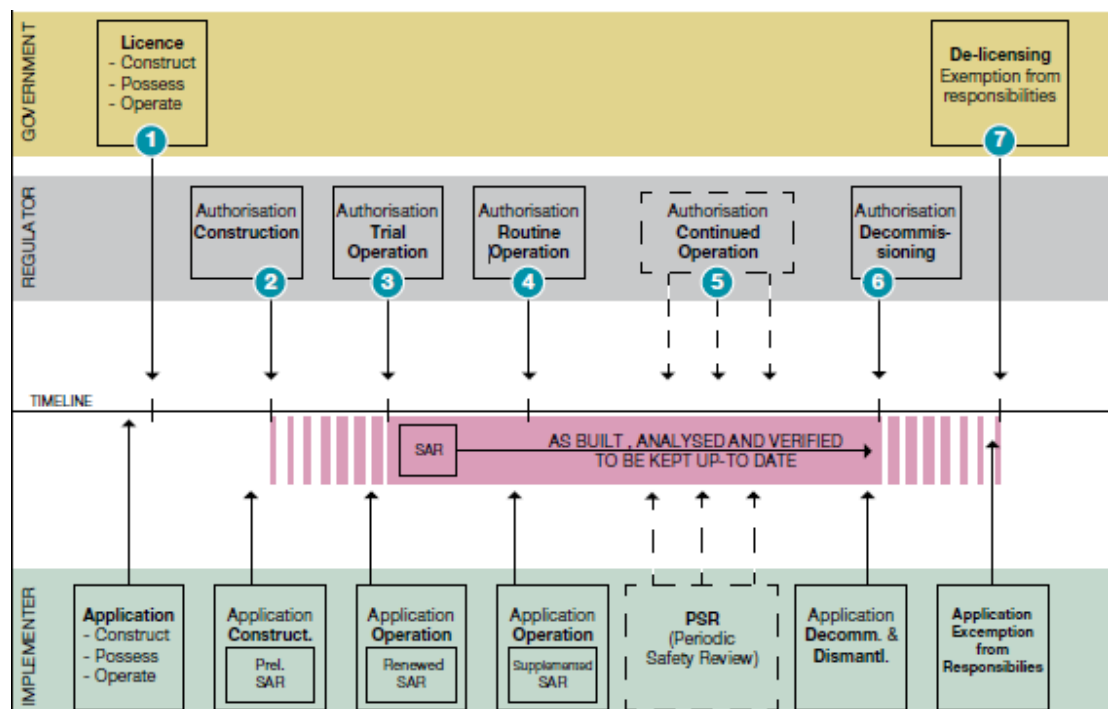 GOVERNMENT
Licence
- Construct
- Possess
- Operate
1
De-licensing
Exemption from
responsibilities
7
REGULATOR
Authorisation
Construction
2
Authorisation
Trial
Operation
3
Authorisation
Routine
Operation
4
Authorisation
Continued
Operation
5
Authorisation
Decommis-
sioning
6
TIMELINE
SAR
AS BUILT , ANALYSED AND VERIFIED
TO BE KEPT UP-TO DATE
IMPLEMENTER
Application
- Construct
- Possess
- Operate
Application
Construct.
Prel.
SAR
Application
Operation
Renewed
SAR
Application
Operation
Supplemented
SAR
PSR
(Periodic
Safety Review)
Application
Decomm. &
Dismantl.
Application
Excemption
from
Responsibilies